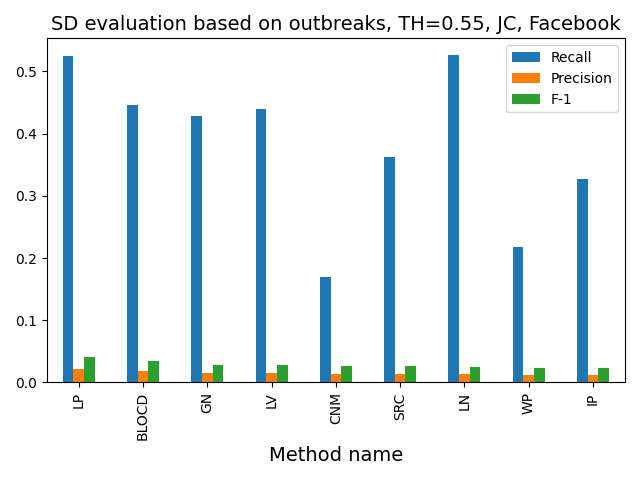 SD evaluation based on outbreaks, TH=0.55, JC, Facebook
Recall
Precision
F-1
0.5
0.4
0.3
0.2
0.1
0.0
LP
BLOCD
GN
LV
CNM
SRC
LN
WP
IP
Method name